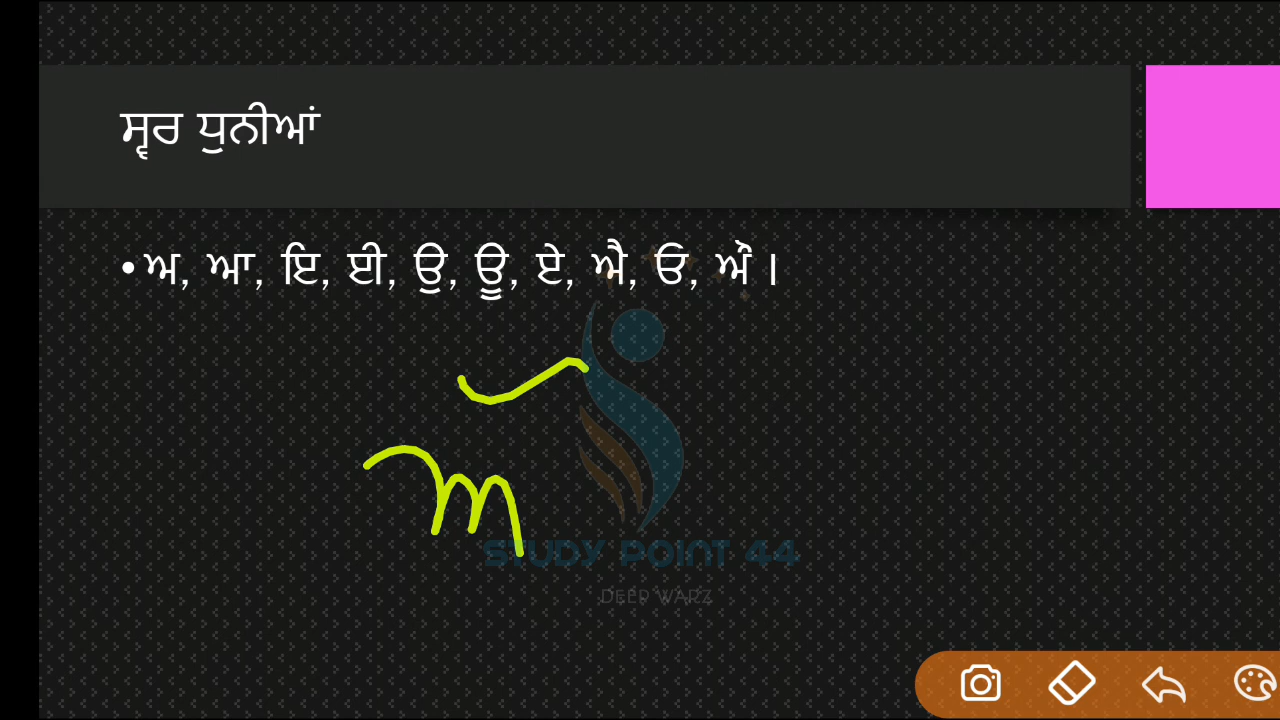 ਸ੍ਵਰ ਧੁਨੀਆਂ
• ਅ, ਆ, ਇ, ਈ, ਉ, ਊ, ਏ, ਐ, ਓ, ਔ ।
STUDY POINT 44
DEEP WARZ